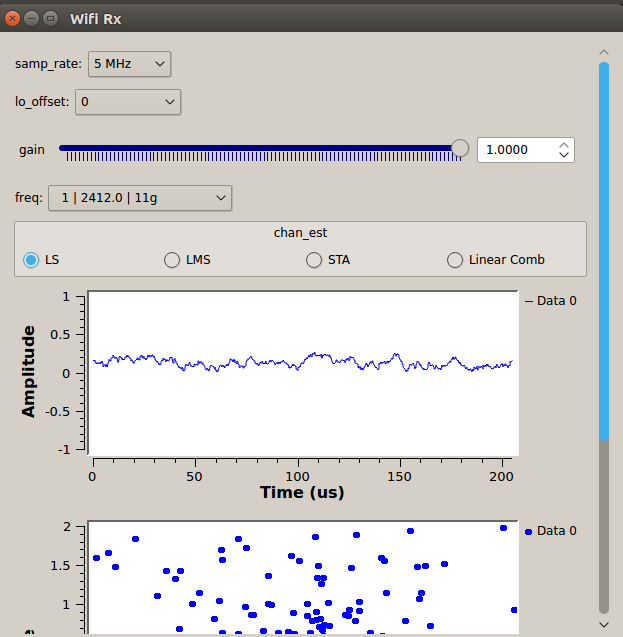 Wifi Rx
samp_rate: 5 MHz
lo_offset: 0
gain 1.0000
freq: 1 | 2412.0 | 11g
chan_est
LS LMS STA Linear Comb
1
0.5
0
-0.5
-1
Amplitude
Data 0
0 50 100 150 200
Time (us)
2
1.5
1
Data 0